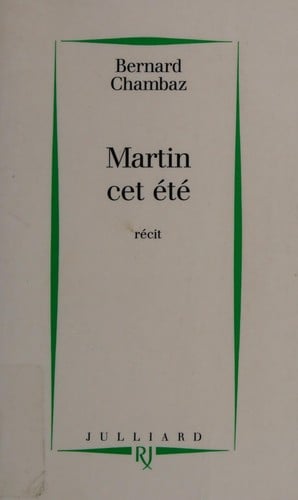 Bernard
Chambaz
Martin
cet été
récit
JULLIARD
RJ